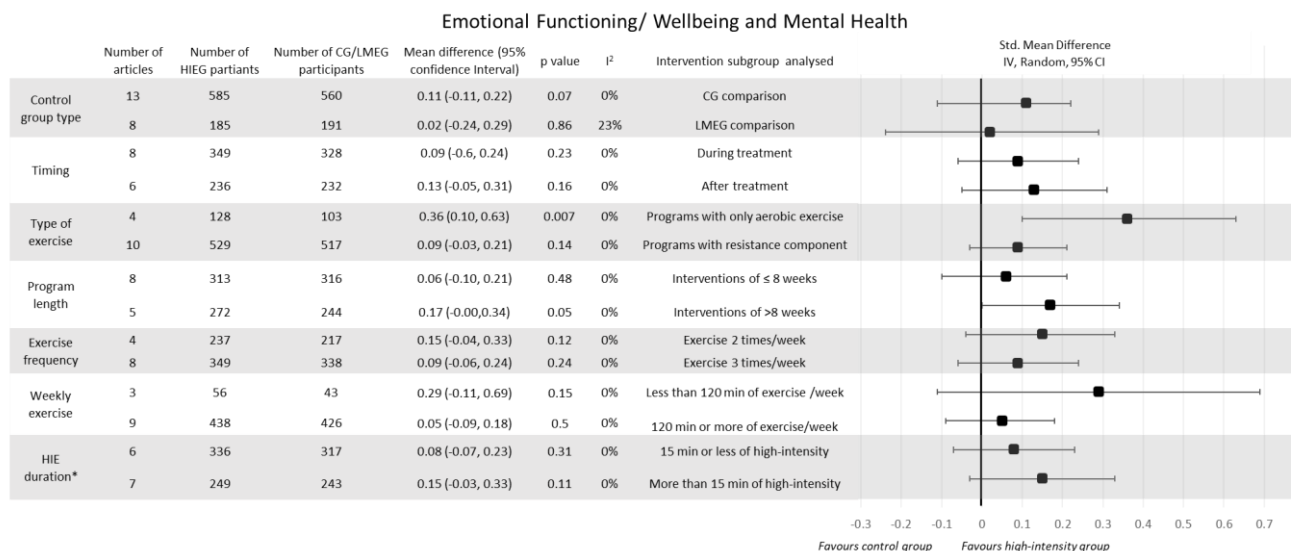 Emotional Functioning/ Wellbeing and Mental Health
Number of articles Number of HIEG partiants Number of CG/LMEG participants Mean difference (95% confidence Interval) p value I² Intervention subgroup analysed Std. Mean Difference IV, Random, 95% CI
Control group type
13 585 560 0.11 (-0.11, 0.22) 0.07 0% CG comparison
8 185 191 0.02 (-0.24, 0.29) 0.86 23% LMEG comparison
Timing
8 349 328 0.09 (-0.6, 0.24) 0.23 0% During treatment
6 236 232 0.13 (-0.05, 0.31) 0.16 0% After treatment
Type of exercise
4 128 103 0.36 (0.10, 0.63) 0.007 0% Programs with only aerobic exercise
10 529 517 0.09 (-0.03, 0.21) 0.14 0% Programs with resistance component
Program length
8 313 316 0.06 (-0.10, 0.21) 0.48 0% Interventions of ≤ 8 weeks
5 272 244 0.17 (-0.00,0.34) 0.05 0% Interventions of >8 weeks
Exercise frequency
4 237 217 0.15 (-0.04, 0.33) 0.12 0% Exercise 2 times/week
8 349 338 0.09 (-0.06, 0.24) 0.24 0% Exercise 3 times/week
Weekly exercise
3 56 43 0.29 (-0.11, 0.69) 0.15 0% Less than 120 min of exercise /week
9 438 426 0.05 (-0.09, 0.18) 0.5 0% 120 min or more of exercise/week
HIE duration*
6 336 317 0.08 (-0.07, 0.23) 0.31 0% 15 min or less of high-intensity
7 249 243 0.15 (-0.03, 0.33) 0.11 0% More than 15 min of high-intensity
-0.3 -0.1 0 0.1 0.2 0.3 0.4 0.5 0.6 0.7
Favours control group Favours high-intensity group